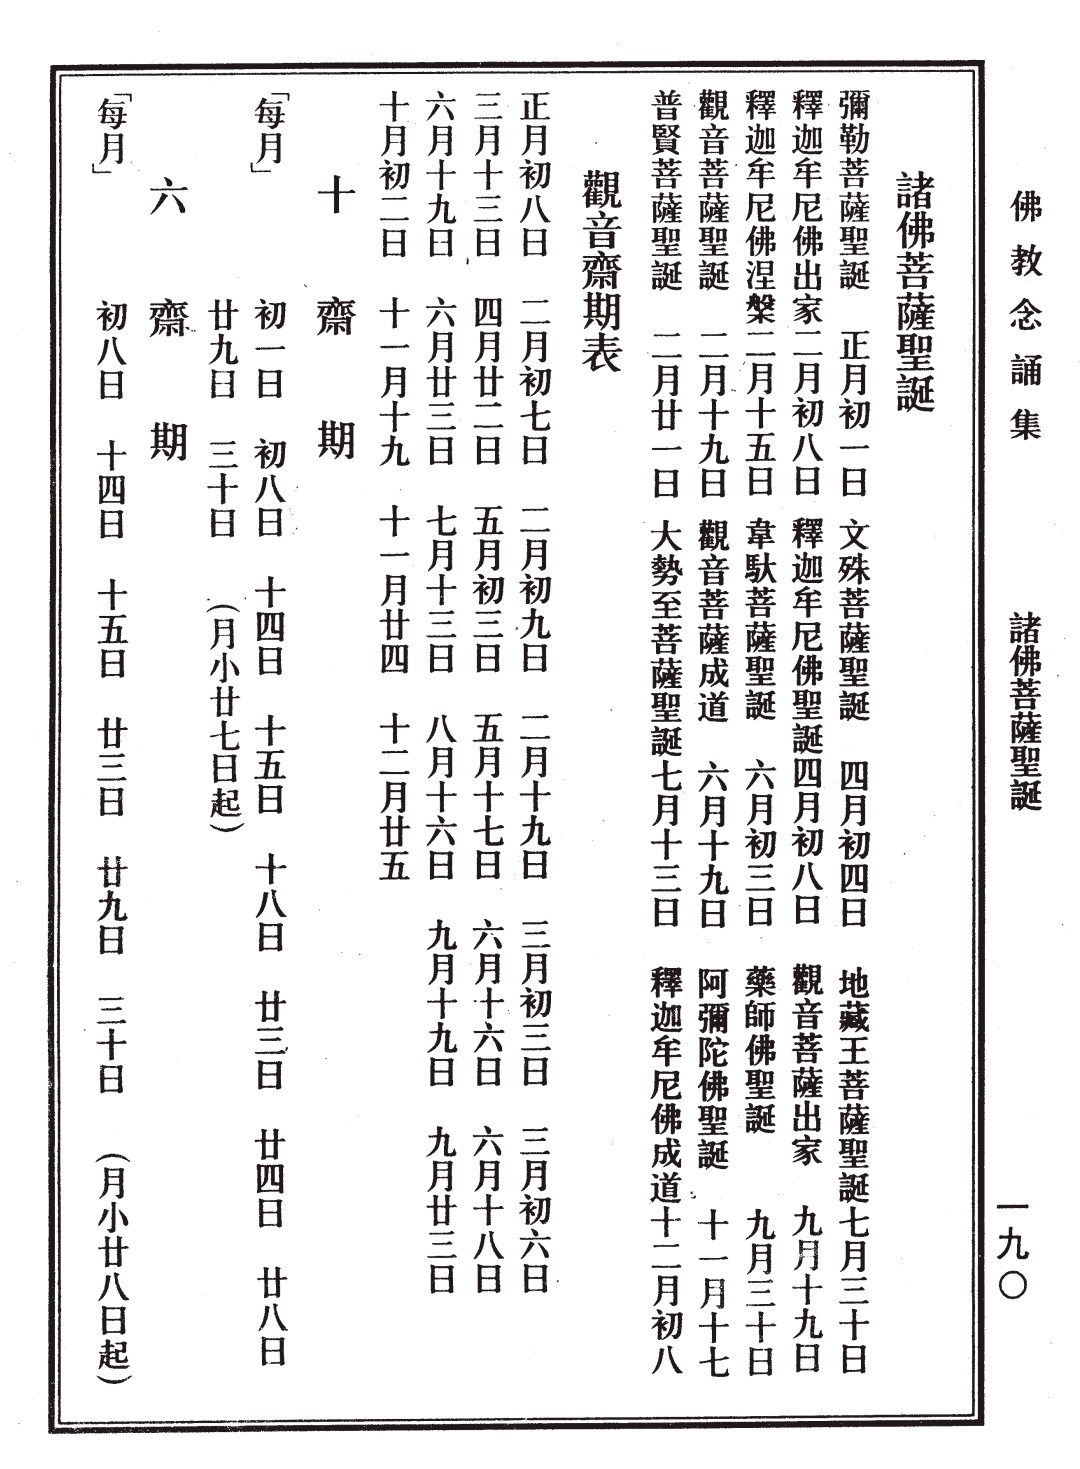 佛教念誦集　諸佛菩薩聖誕　一九〇
諸佛菩薩聖誕
彌勒菩薩聖誕　正月初一日　文殊菩薩聖誕　四月初四日　地藏王菩薩聖誕七月三十日
釋迦牟尼佛出家二月初八日　釋迦牟尼佛聖誕四月初八日　觀音菩薩出家　九月十九日
釋迦牟尼佛涅槃二月十五日　韋馱菩薩聖誕　六月初三日　藥師佛聖誕　九月三十日
觀音菩薩聖誕　二月十九日　觀音菩薩成道　六月十九日　阿彌陀佛聖誕　十一月十七
普賢菩薩聖誕　二月廿一日　大勢至菩薩聖誕七月十三日　釋迦牟尼佛成道十二月初八
觀音齋期表
正月初八日　二月初七日　二月初九日　二月十九日　三月初三日　三月初六日
三月十三日　四月廿二日　五月初三日　五月十七日　六月十六日　六月十八日
六月十九日　六月廿三日　七月十三日　八月十六日　九月十九日　九月廿三日
十月初二日　十一月十九　十一月廿四　十二月廿五
十齋期
「每月」　初一日　初八日　十四日　十五日　十八日　廿三日　廿四日　廿八日
廿九日　三十日　（月小廿七日起）
六齋期
「每月」　初八日　十四日　十五日　廿三日　廿九日　三十日　（月小廿八日起）